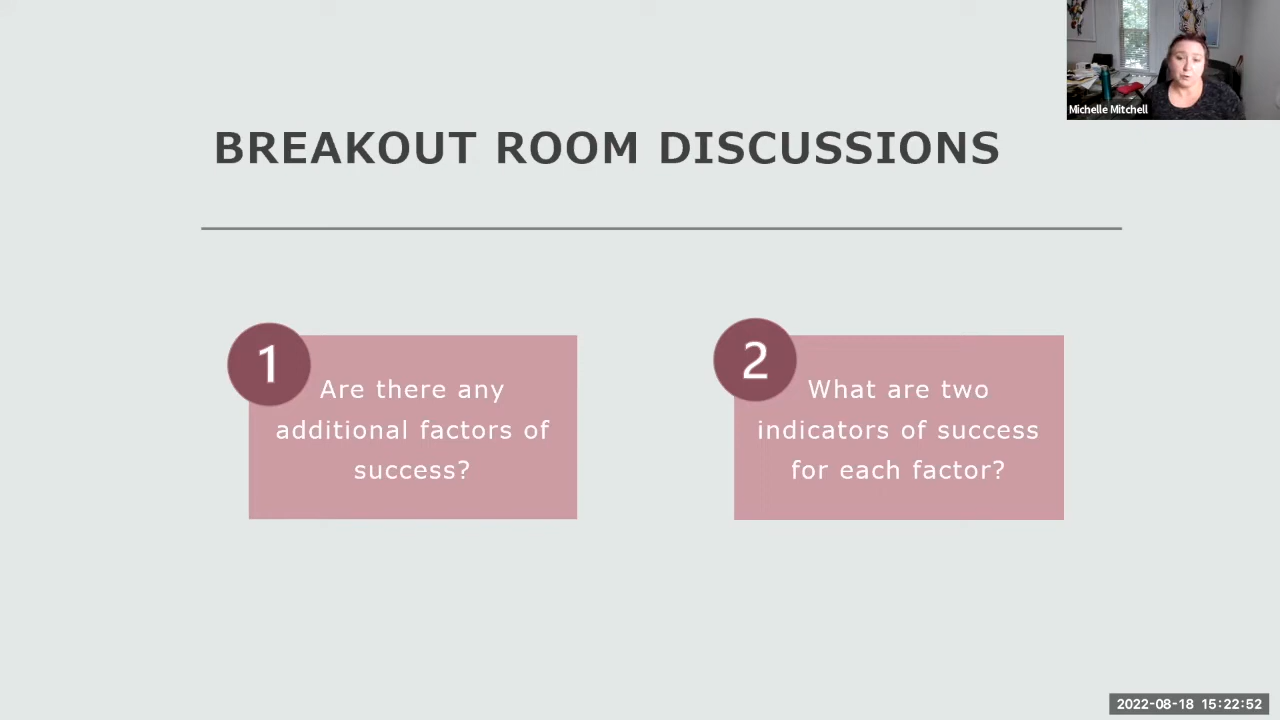 Michelle Mitchell
BREAKOUT ROOM DISCUSSIONS
1
Are there any
additional factors of
success?
2
What are two
indicators of success
for each factor?
2022-08-18 15:22:52